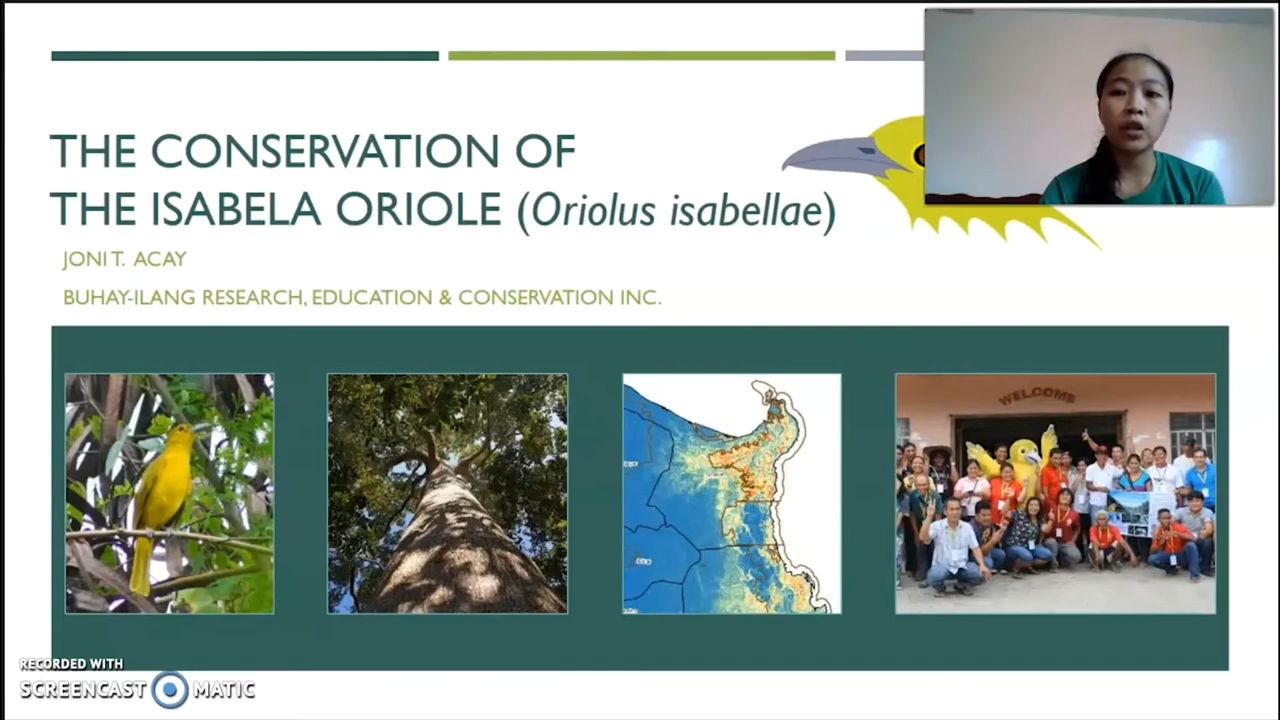 THE CONSERVATION OF
THE ISABELA ORIOLE (Oriolus isabellae)
JONI T. ACAY
BUHAY-ILANG RESEARCH, EDUCATION & CONSERVATION INC.
WELCOME
RECORDED WITH
SCREENCAST MATIC